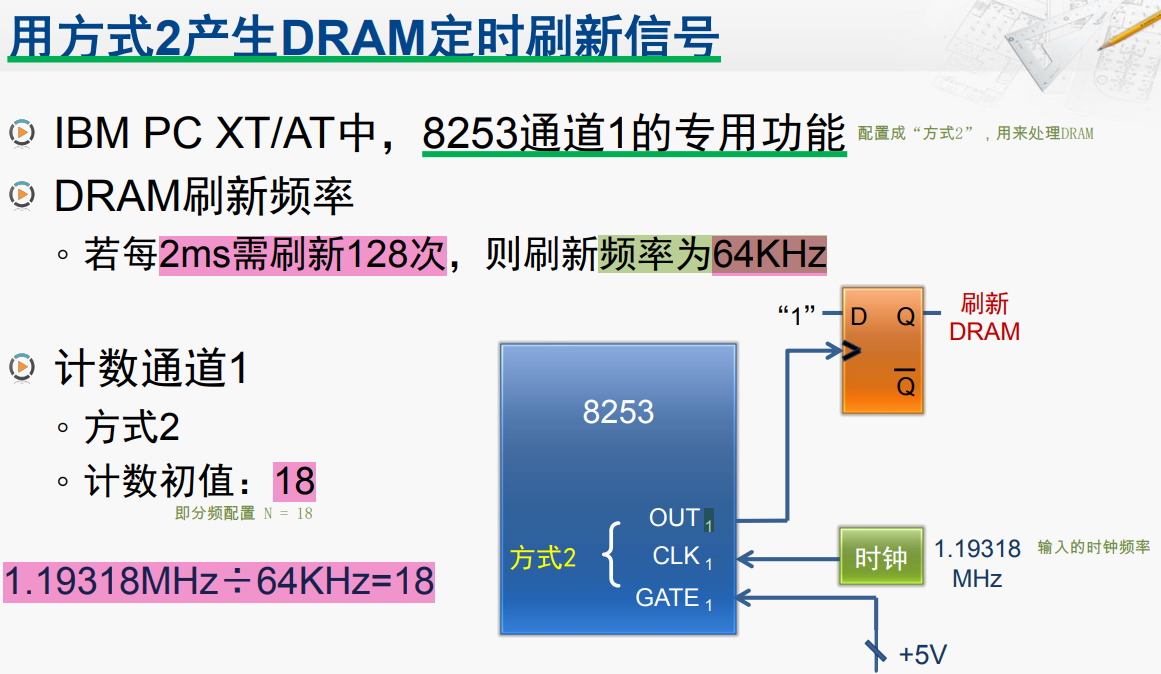 用方式2产生DRAM定时刷新信号
IBM PC XT/AT中，8253通道1的专用功能 配置成“方式2”，用来处理DRAM
DRAM刷新频率
若每2ms需刷新128次，则刷新频率为64KHz
计数通道1
方式2
计数初值：18
即分频配置 N = 18
1.19318MHz÷64KHz=18
“1”
D Q
Q
刷新
DRAM
8253
方式2
OUT 1
CLK 1
GATE 1
时钟
1.19318
MHz
输入的时钟频率
+5V